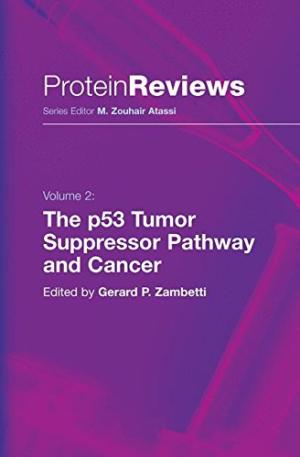 ProteinReviews
Series Editor M. Zouhair Atassi
Volume 2:
The p53 Tumor
Suppressor Pathway
and Cancer
Edited by Gerard P. Zambetti